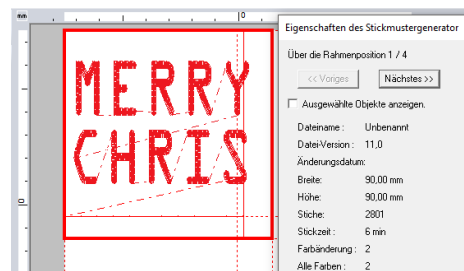 mm
0
MERRY
CHRIS
0
Eigenschaften des Stickmustergenerator
Über die Rahmenposition 1 / 4
<< Voriges
Nächstes >>
Ausgewählte Objekte anzeigen.
Dateiname : Unbenannt
Datei-Version : 11,0
Änderungsdatum:
Breite: 90,00 mm
Höhe: 90,00 mm
Stiche: 2801
Stickzeit : 6 min
Farbänderung : 2
Alle Farben : 2